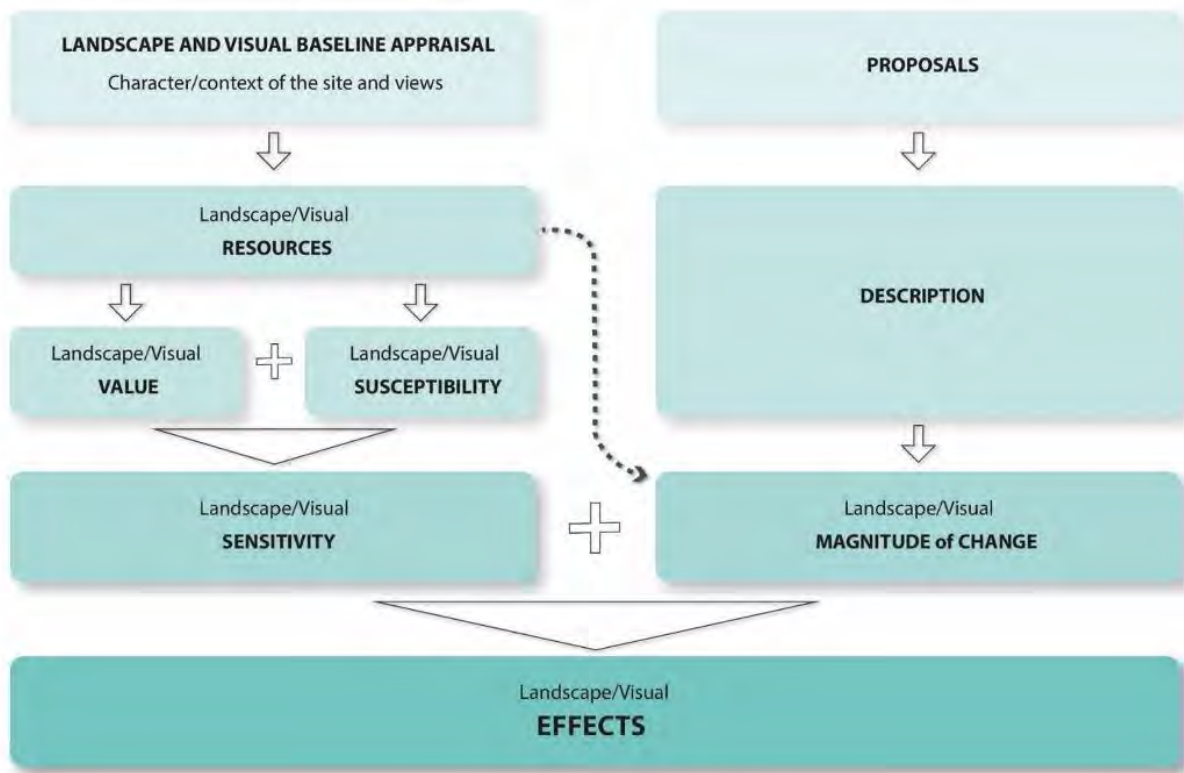 LANDSCAPE AND VISUAL BASELINE APPRAISAL
Character/context of the site and views
PROPOSALS
Landscape/Visual
RESOURCES
DESCRIPTION
Landscape/Visual
VALUE
Landscape/Visual
SUSCEPTIBILITY
Landscape/Visual
SENSITIVITY
Landscape/Visual
MAGNITUDE of CHANGE
Landscape/Visual
EFFECTS